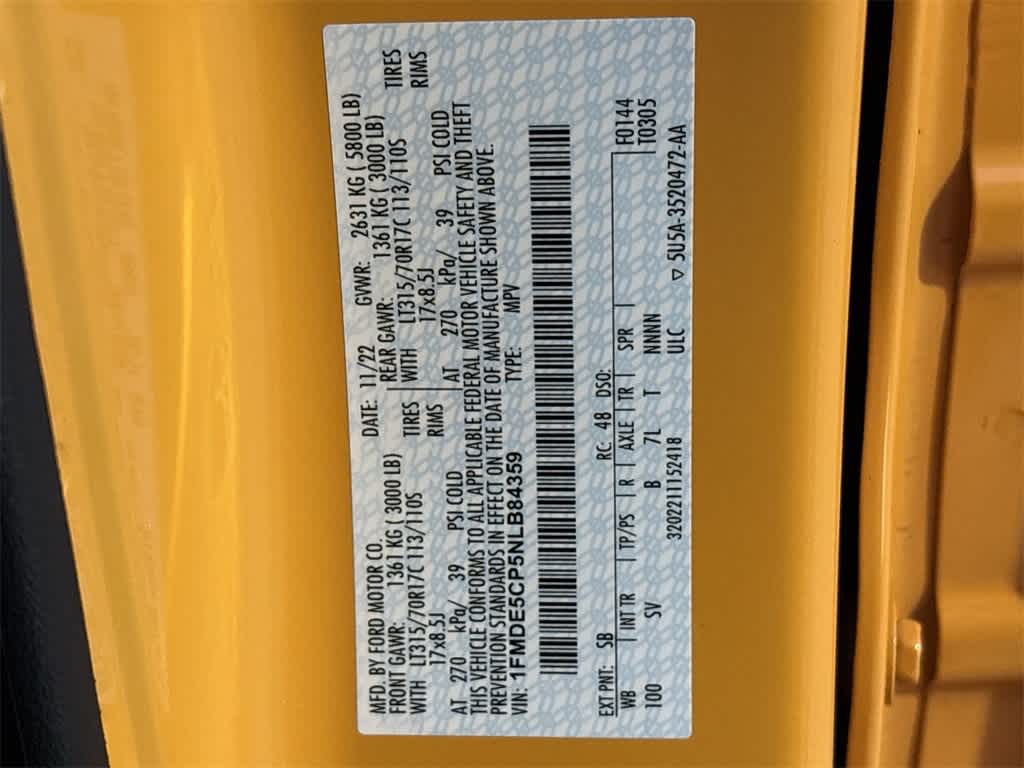 MFD. BY FORD MOTOR CO. DATE: 11/22 GVWR: 2631 KG ( 5800 LB)
FRONT GAWR: 1361 KG ( 3000 LB) REAR GAWR: 1361 KG ( 3000 LB)
WITH LT315/70R17C 113/110S TIRES WITH LT315/70R17C 113/110S TIRES
17x8.5J RIMS 17x8.5J RIMS
AT 270 kPa/ 39 PSI COLD AT 270 kPa/ 39 PSI COLD
THIS VEHICLE CONFORMS TO ALL APPLICABLE FEDERAL MOTOR VEHICLE SAFETY AND THEFT
PREVENTION STANDARDS IN EFFECT ON THE DATE OF MANUFACTURE SHOWN ABOVE.
VIN: 1FMDE5CP5NLB84359 TYPE: MPV
EXT PNT: SB RC: 48 DSO: F0144
WB INT TR TP/PS R AXLE TR SPR T0305
100 SV B 7L T NNNN
3202211152418 ULC ▽ 5U5A-3520472-AA